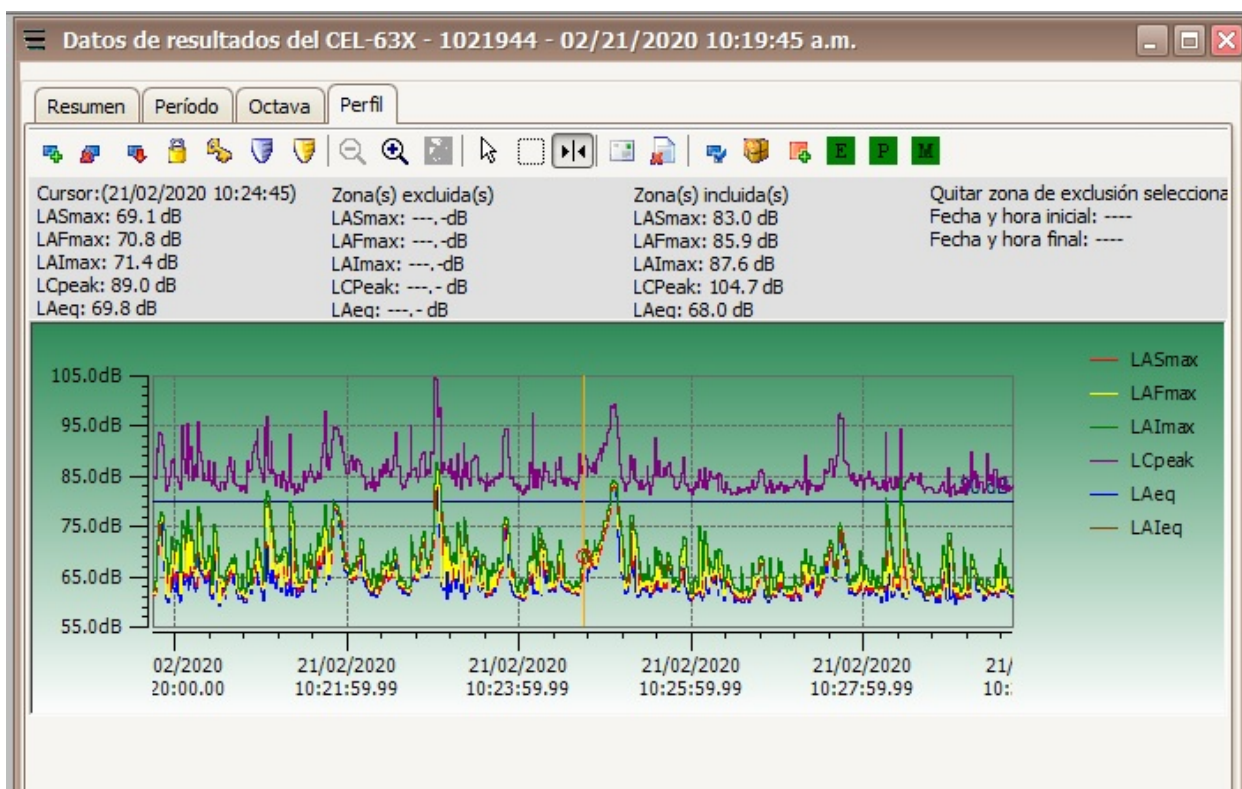 Datos de resultados del CEL-63X - 1021944 - 02/21/2020 10:19:45 a.m.
Resumen Período Octava Perfil
E P M
Cursor:(21/02/2020 10:24:45)
LASmax: 69.1 dB
LAFmax: 70.8 dB
LAImax: 71.4 dB
LCpeak: 89.0 dB
LAeq: 69.8 dB
Zona(s) excluida(s)
LASmax: ---.-dB
LAFmax: ---.-dB
LAImax: ---.-dB
LCPeak: ---.- dB
LAeq: ---.- dB
Zona(s) incluida(s)
LASmax: 83.0 dB
LAFmax: 85.9 dB
LAImax: 87.6 dB
LCPeak: 104.7 dB
LAeq: 68.0 dB
Quitar zona de exclusión selecciona
Fecha y hora inicial: ----
Fecha y hora final: ----
105.0dB
95.0dB
85.0dB
75.0dB
65.0dB
55.0dB
LASmax
LAFmax
LAImax
LCpeak
LAeq
LAIeq
02/2020 21/02/2020 21/02/2020 21/02/2020 21/02/2020 21/
20:00.00 10:21:59.99 10:23:59.99 10:25:59.99 10:27:59.99 10: